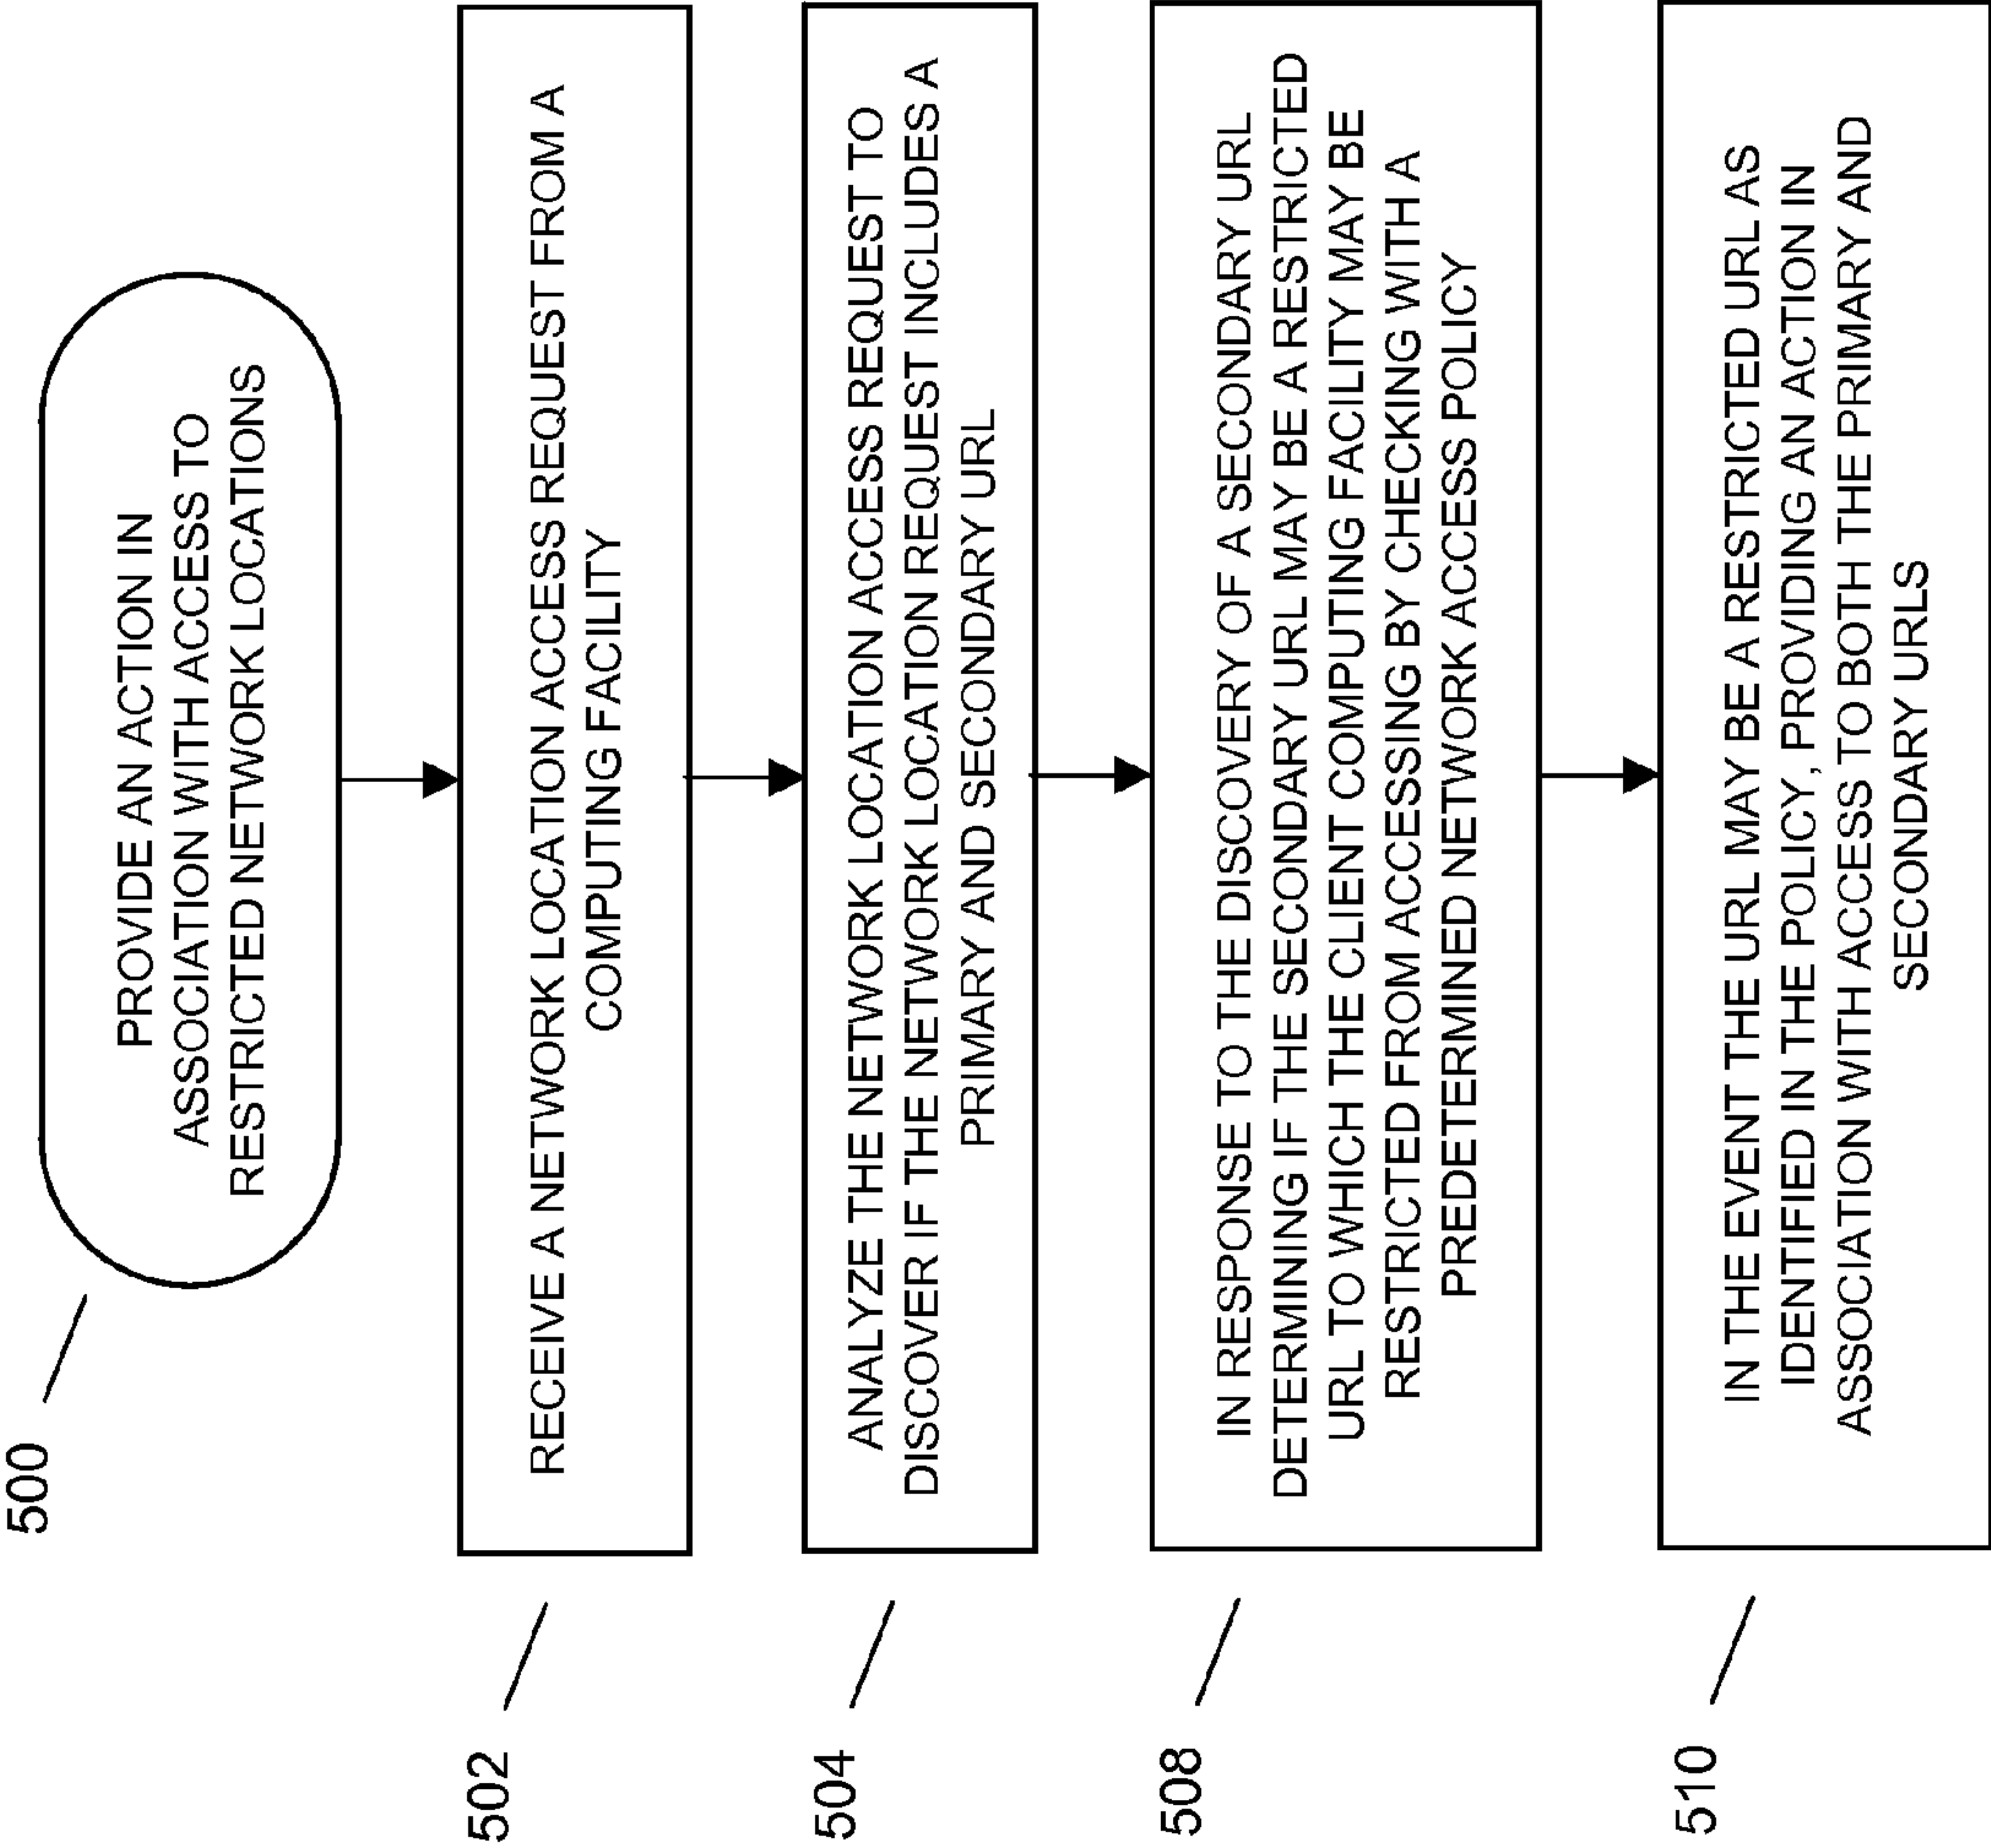 500
PROVIDE AN ACTION IN
ASSOCIATION WITH ACCESS TO
RESTRICTED NETWORK LOCATIONS
502
RECEIVE A NETWORK LOCATION ACCESS REQUEST FROM A
COMPUTING FACILITY
504
ANALYZE THE NETWORK LOCATION ACCESS REQUEST TO
DISCOVER IF THE NETWORK LOCATION REQUEST INCLUDES A
PRIMARY AND SECONDARY URL
508
IN RESPONSE TO THE DISCOVERY OF A SECONDARY URL
DETERMINING IF THE SECONDARY URL MAY BE A RESTRICTED
URL TO WHICH THE CLIENT COMPUTING FACILITY MAY BE
RESTRICTED FROM ACCESSING BY CHECKING WITH A
PREDETERMINED NETWORK ACCESS POLICY
510
IN THE EVENT THE URL MAY BE A RESTRICTED URL AS
IDENTIFIED IN THE POLICY, PROVIDING AN ACTION IN
ASSOCIATION WITH ACCESS TO BOTH THE PRIMARY AND
SECONDARY URLS